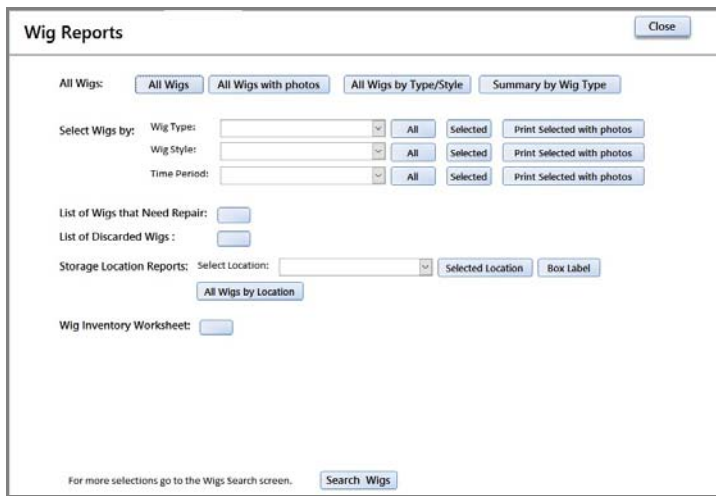 Wig Reports Close
All Wigs: All Wigs All Wigs with photos All Wigs by Type/Style Summary by Wig Type
Select Wigs by: Wig Type: All Selected Print Selected with photos
Wig Style: All Selected Print Selected with photos
Time Period: All Selected Print Selected with photos
List of Wigs that Need Repair:
List of Discarded Wigs :
Storage Location Reports: Select Location: Selected Location Box Label
All Wigs by Location
Wig Inventory Worksheet:
For more selections go to the Wigs Search screen. Search Wigs